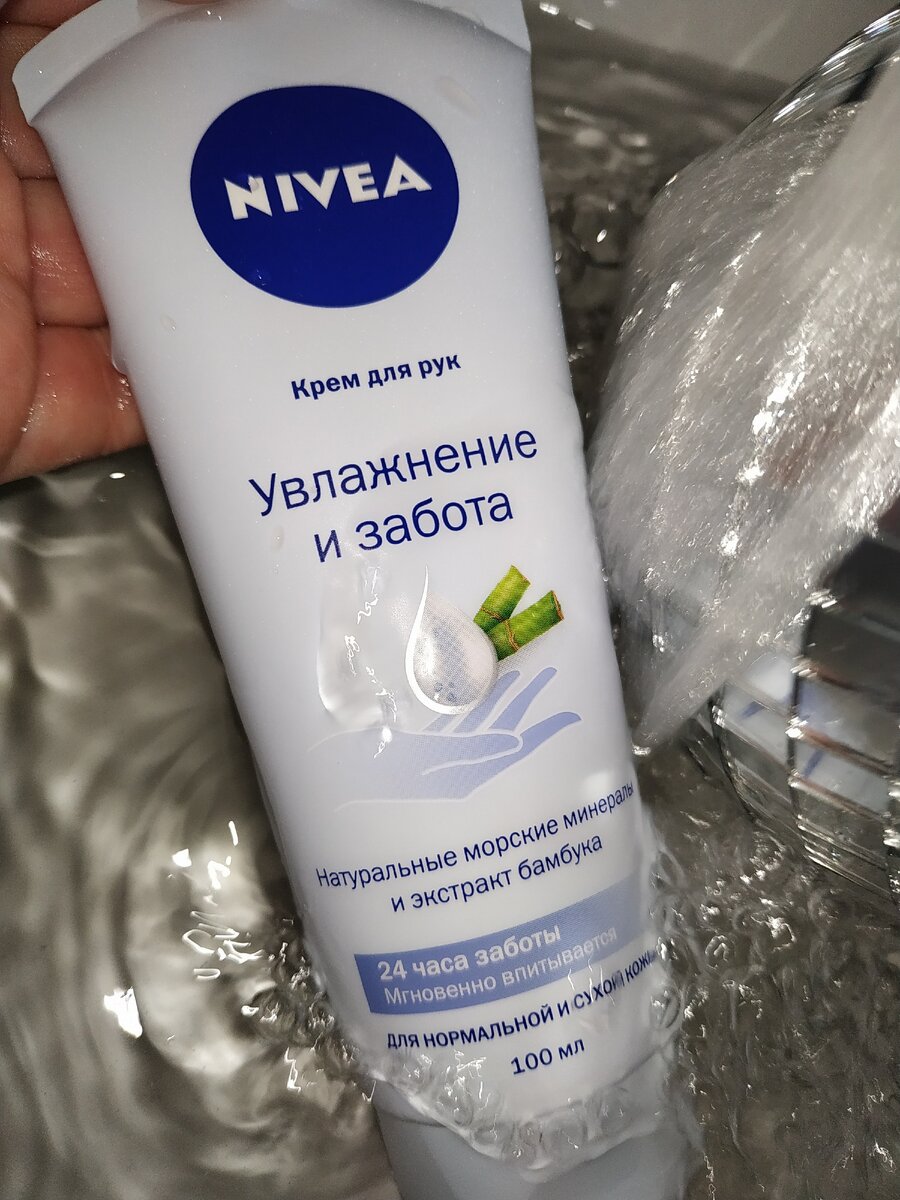 NIVEA
Крем для рук
Увлажнение
и забота
Натуральные морские минералы
и экстракт бамбука
24 часа заботы
Мгновенно впитывается
ДЛЯ НОРМАЛЬНОЙ И СУХОЙ КОЖИ
100 мл